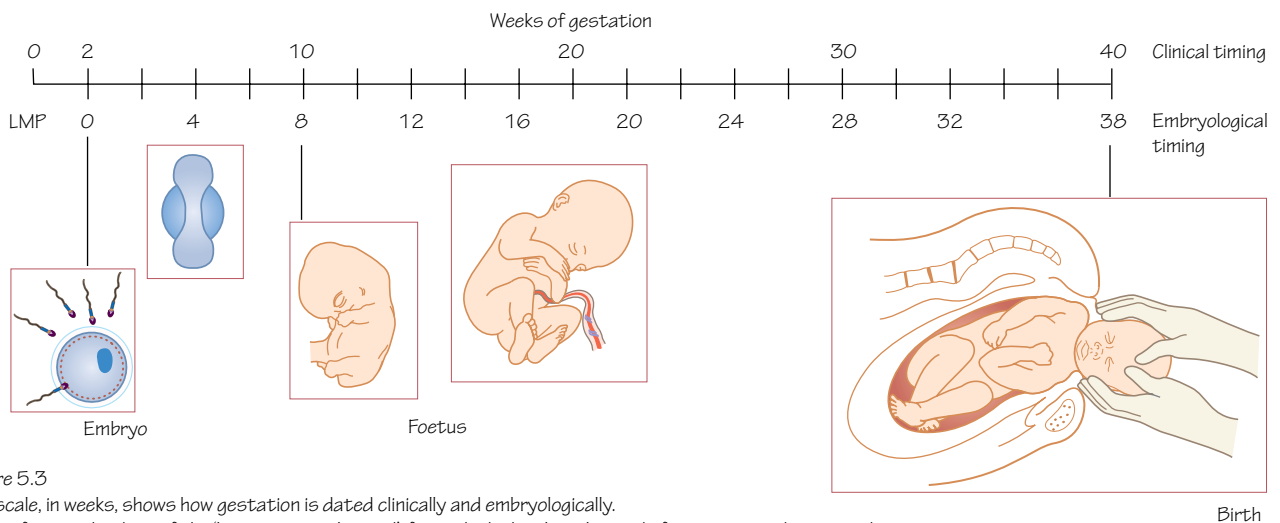 Weeks of gestation
0 2 10 20 30 40 Clinical timing
LMP 0 4 8 12 16 20 24 28 32 38 Embryological
timing
Embryo
Foetus
Birth
re 5.3
scale, in weeks, shows how gestation is dated clinically and embryologically.